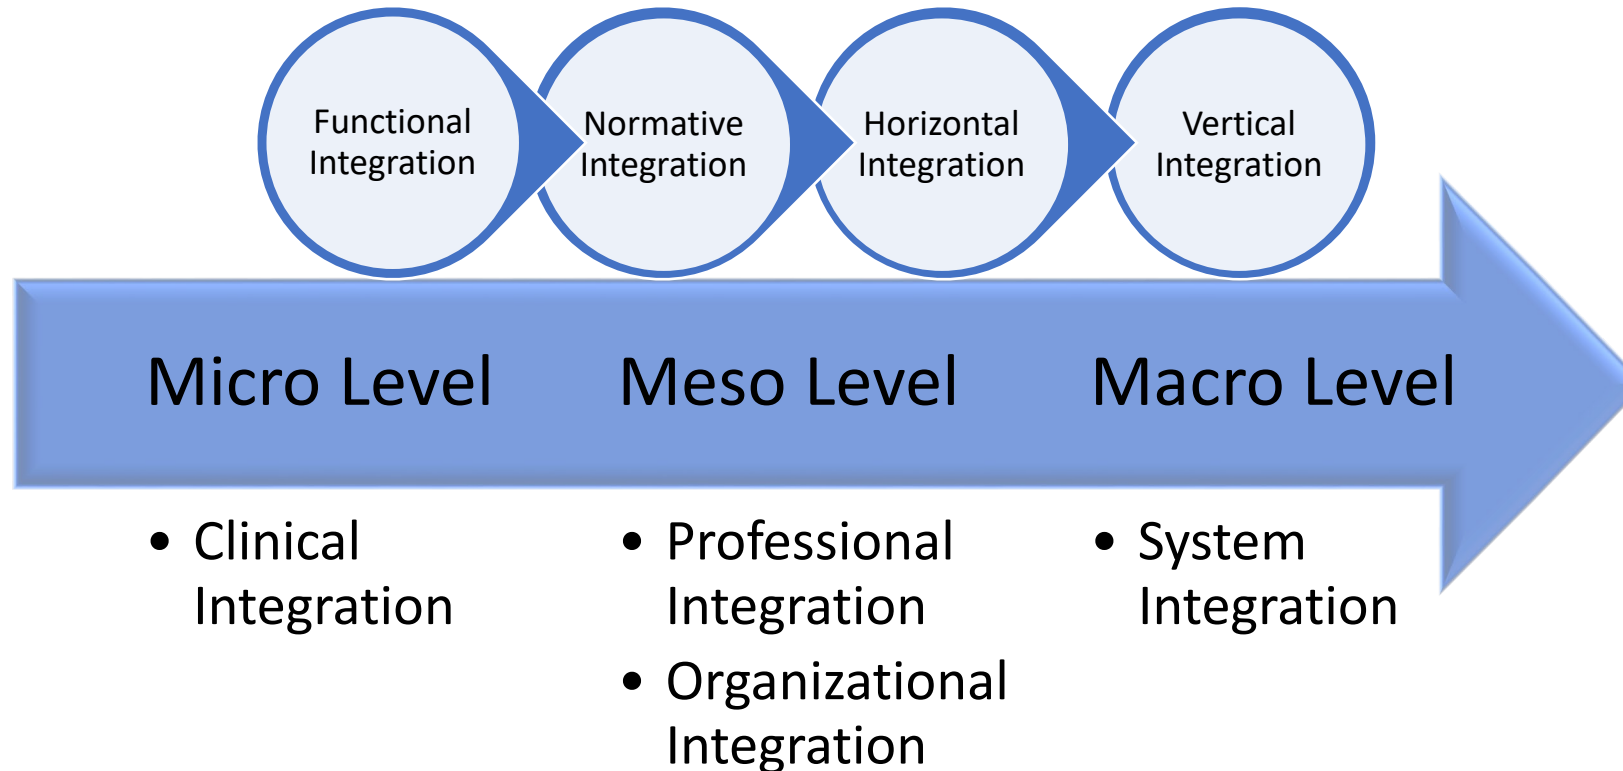 Functional
Integration
Normative
Integration
Horizontal
Integration
Vertical
Integration
Micro Level
Meso Level
Macro Level
• Clinical
Integration
• Professional
Integration
• Organizational
Integration
• System
Integration